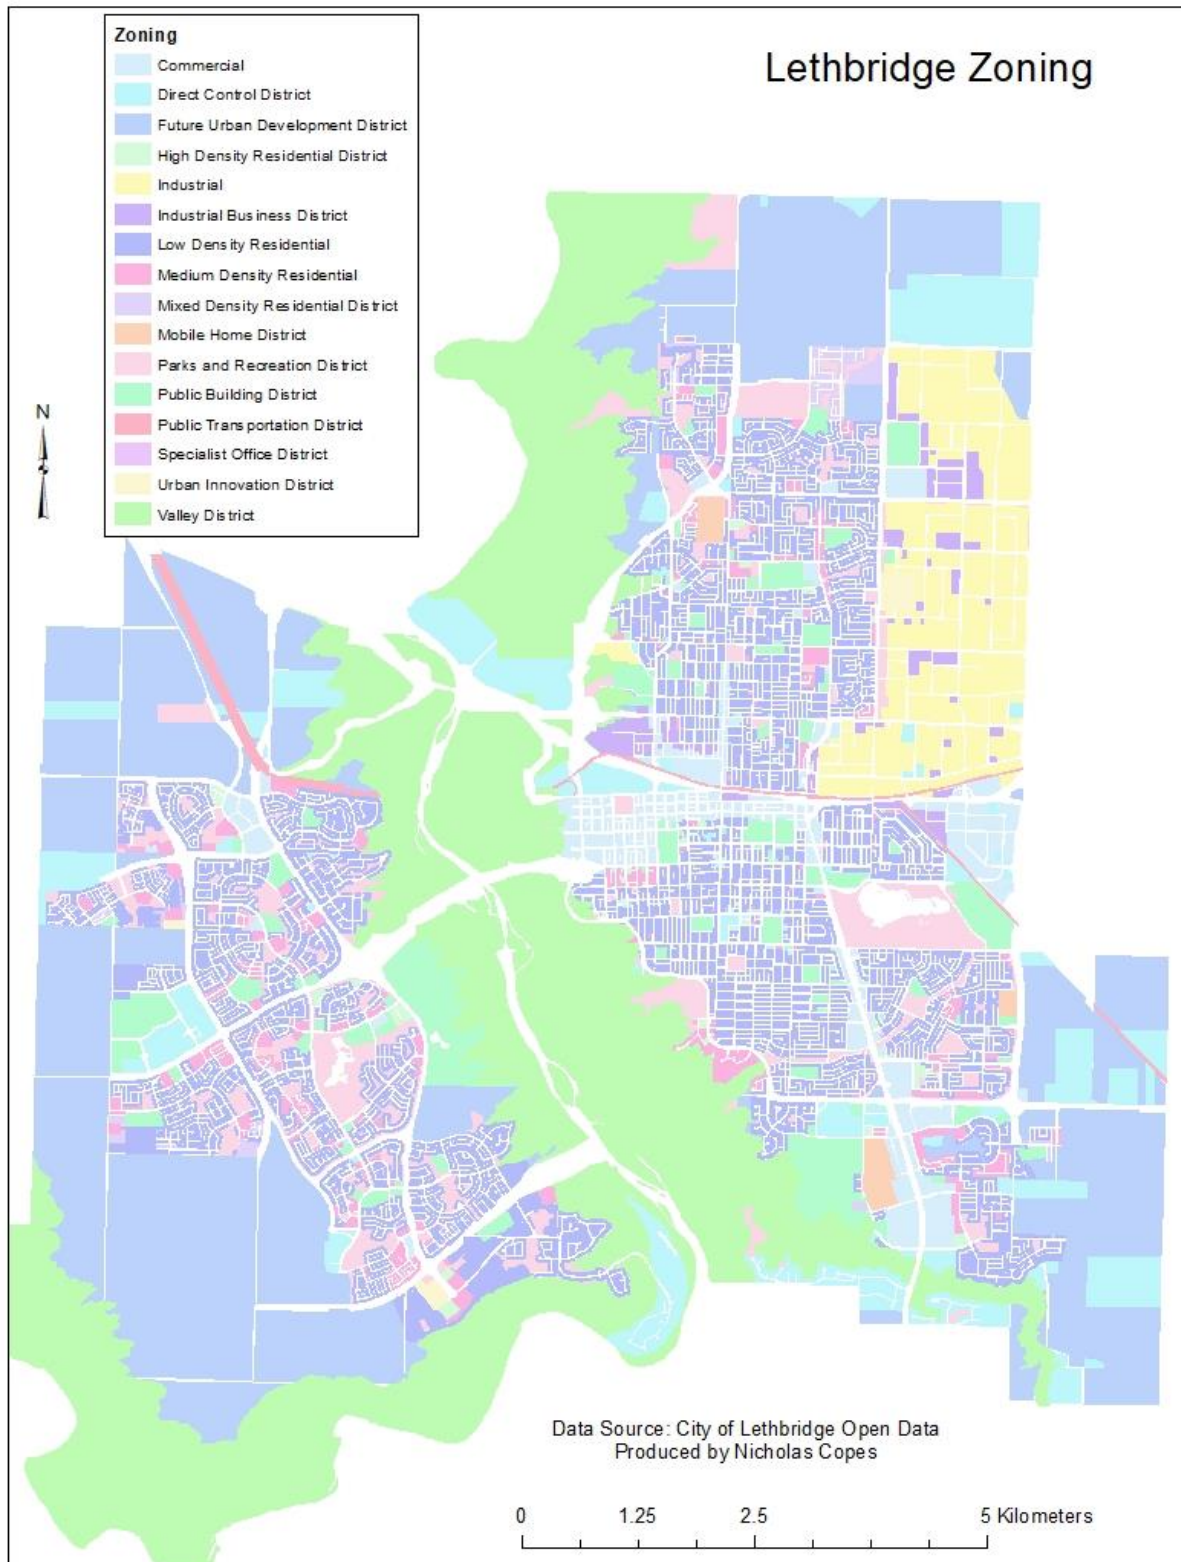 Zoning
Commercial
Direct Control District
Future Urban Development District
High Density Residential District
Industrial
Industrial Business District
Low Density Residential
Medium Density Residential
Mixed Density Residential District
Mobile Home District
Parks and Recreation District
Public Building District
Public Transportation District
Specialist Office District
Urban Innovation District
Valley District
Lethbridge Zoning
N
Data Source: City of Lethbridge Open Data
Produced by Nicholas Copes
0 1.25 2.5 5 Kilometers